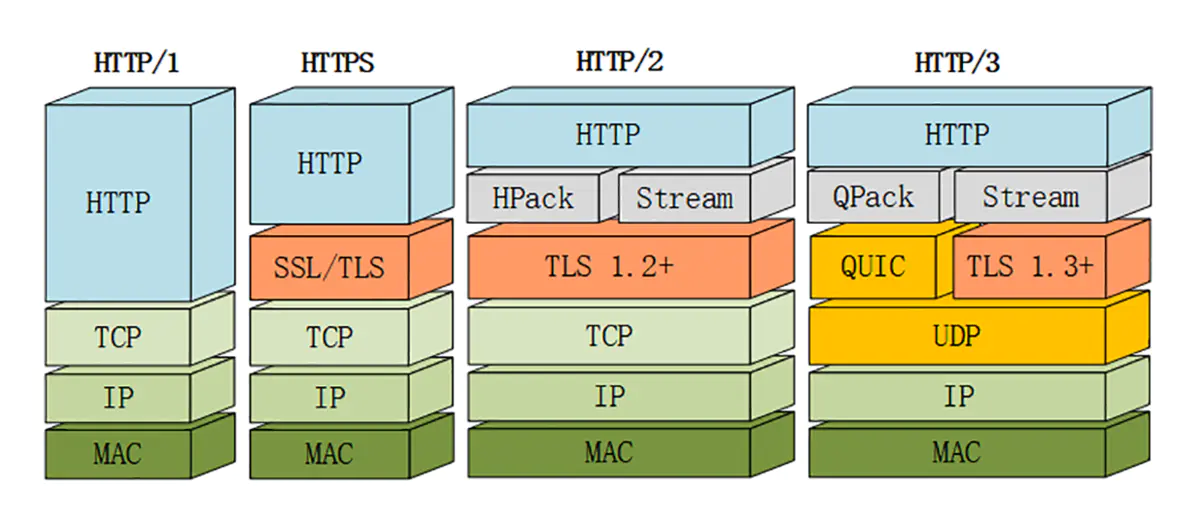 HTTP/1
HTTPS
HTTP/2
HTTP/3
HTTP
HTTP
HTTP
HTTP
HPack
Stream
QPack
Stream
SSL/TLS
TLS 1.2+
QUIC
TLS 1.3+
TCP
TCP
TCP
UDP
IP
IP
IP
IP
MAC
MAC
MAC
MAC